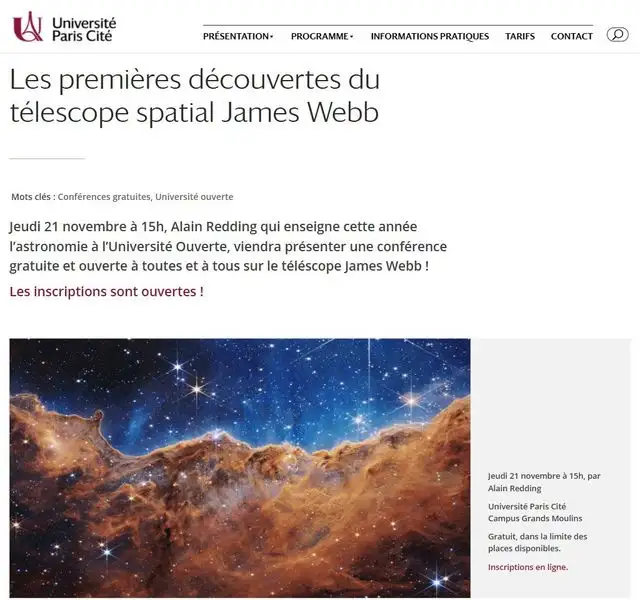 Université
Paris Cité
PRÉSENTATION
PROGRAMME
INFORMATIONS PRATIQUES
TARIFS
CONTACT
Les premières découvertes du
télescope spatial James Webb
Mots clés : Conférences gratuites, Université ouverte
Jeudi 21 novembre à 15h, Alain Redding qui enseigne cette année
l’astronomie à l’Université Ouverte, viendra présenter une conférence
gratuite et ouverte à toutes et à tous sur le téléscope James Webb !
Les inscriptions sont ouvertes !
Jeudi 21 novembre à 15h, par
Alain Redding
Université Paris Cité
Campus Grands Moulins
Gratuit, dans la limite des
places disponibles.
Inscriptions en ligne.